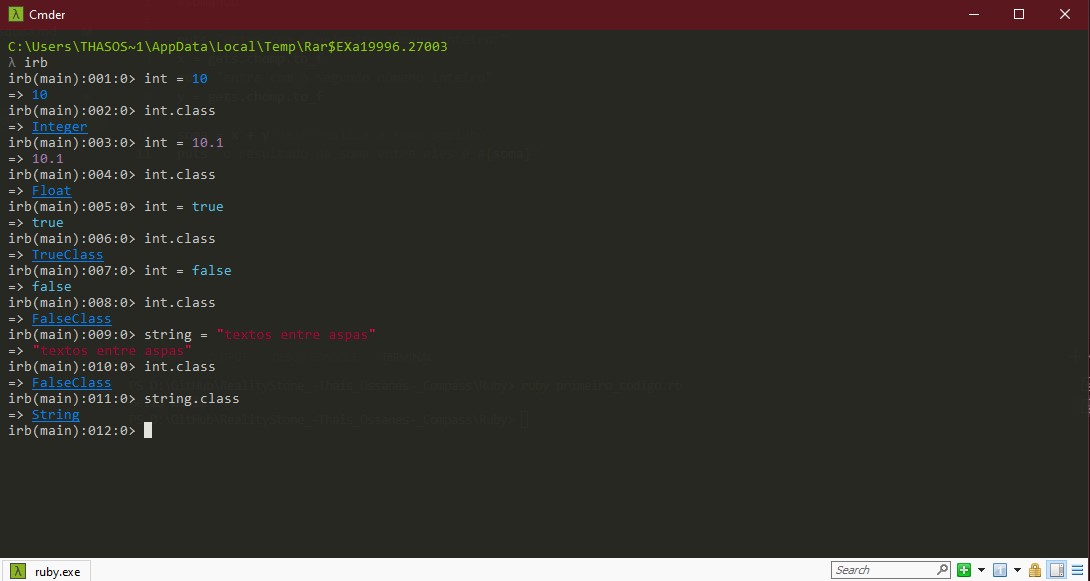 λ Cmder
C:\Users\THASOS~1\AppData\Local\Temp\Rar$EXa19996.27003
λ irb
irb(main):001:0> int = 10
=> 10
irb(main):002:0> int.class
=> Integer
irb(main):003:0> int = 10.1
=> 10.1
irb(main):004:0> int.class
=> Float
irb(main):005:0> int = true
=> true
irb(main):006:0> int.class
=> TrueClass
irb(main):007:0> int = false
=> false
irb(main):008:0> int.class
=> FalseClass
irb(main):009:0> string = "textos entre aspas"
=> "textos entre aspas"
irb(main):010:0> int.class
=> FalseClass
irb(main):011:0> string.class
=> String
irb(main):012:0>
λ ruby.exe
Search